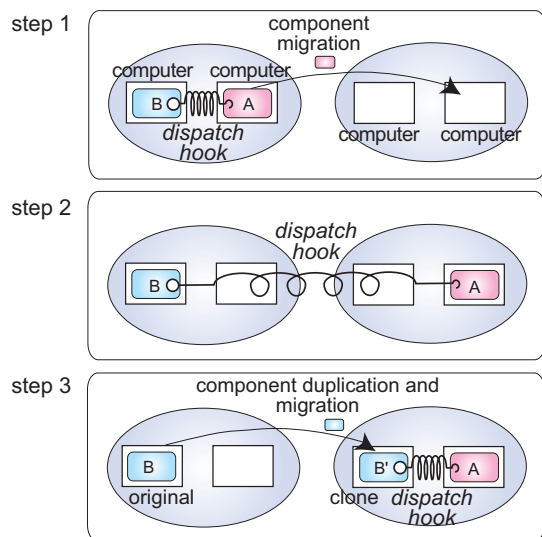 step 1
component
migration
computer computer
B A
dispatch
hook
computer computer
step 2
dispatch
hook
B A
step 3
component duplication and
migration
B B' A
original clone dispatch
hook